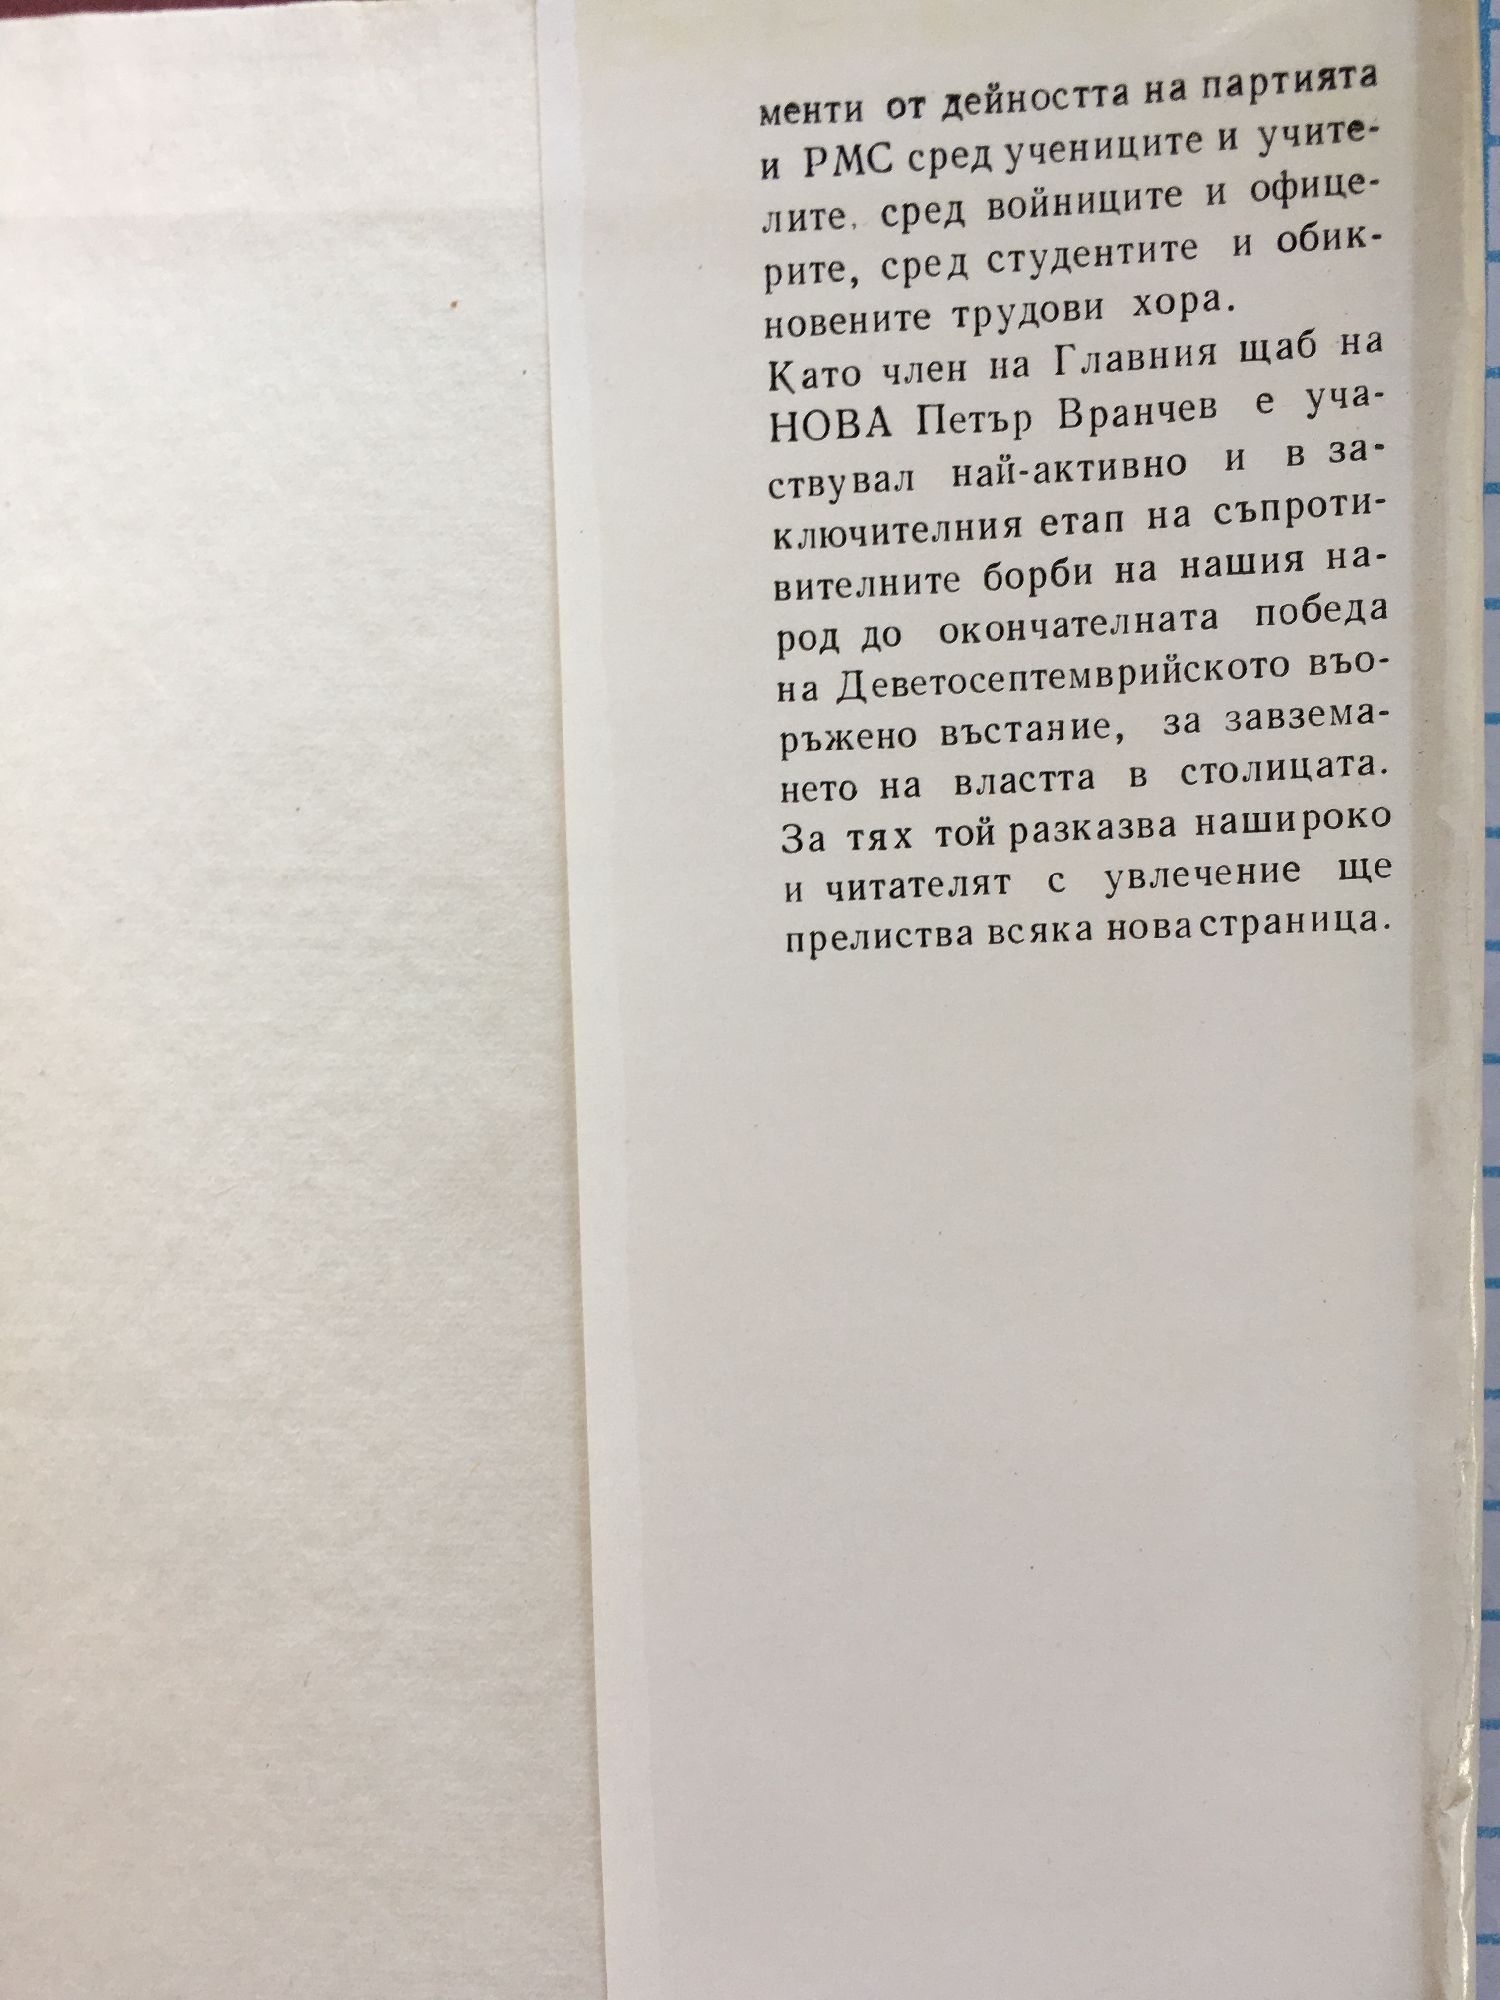 менти от дейността на партията
и РМС сред учениците и учите-
лите, сред войниците и офице-
рите, сред студентите и обик-
новените трудови хора.
Като член на Главния щаб на
НОВА Петър Вранчев е уча-
ствувал най-активно и в за-
ключителния етап на съпроти-
вителните борби на нашия на-
род до окончателната победа
на Деветосептемврийското въо-
ръжено въстание, за завзема-
нето на властта в столицата.
За тях той разказва нашироко
и читателят с увлечение ще
прелиства всяка нова страница.